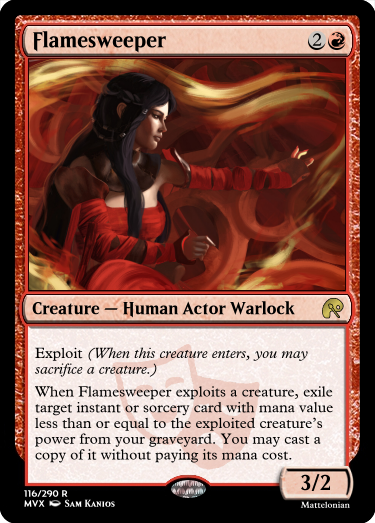 Flamesweeper 2
Creature — Human Actor Warlock
Exploit (When this creature enters, you may
sacrifice a creature.)
When Flamesweeper exploits a creature, exile
target instant or sorcery card with mana value
less than or equal to the exploited creature's
power from your graveyard. You may cast a
copy of it without paying its mana cost.
3/2
116/290 R
MVX Sam Kanios
Mattelonian